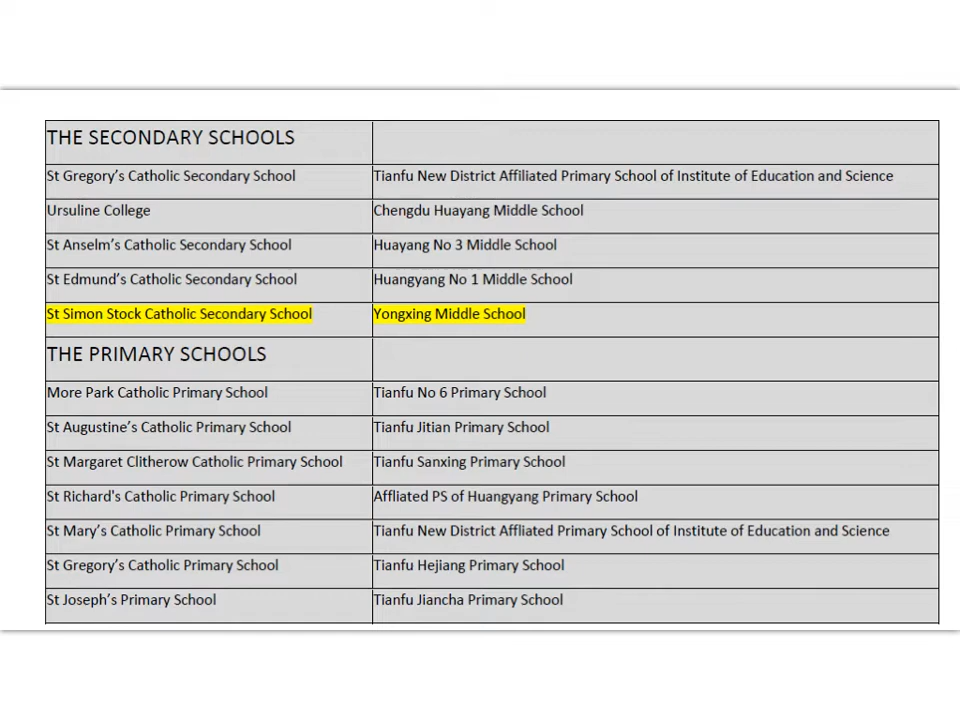 THE SECONDARY SCHOOLS
St Gregory’s Catholic Secondary School Tianfu New District Affiliated Primary School of Institute of Education and Science
Ursuline College Chengdu Huayang Middle School
St Anselm’s Catholic Secondary School Huayang No 3 Middle School
St Edmund’s Catholic Secondary School Huangyang No 1 Middle School
St Simon Stock Catholic Secondary School Yongxing Middle School
THE PRIMARY SCHOOLS
More Park Catholic Primary School Tianfu No 6 Primary School
St Augustine’s Catholic Primary School Tianfu Jitian Primary School
St Margaret Clitherow Catholic Primary School Tianfu Sanxing Primary School
St Richard's Catholic Primary School Affliated PS of Huangyang Primary School
St Mary’s Catholic Primary School Tianfu New District Affliated Primary School of Institute of Education and Science
St Gregory’s Catholic Primary School Tianfu Hejiang Primary School
St Joseph’s Primary School Tianfu Jiancha Primary School